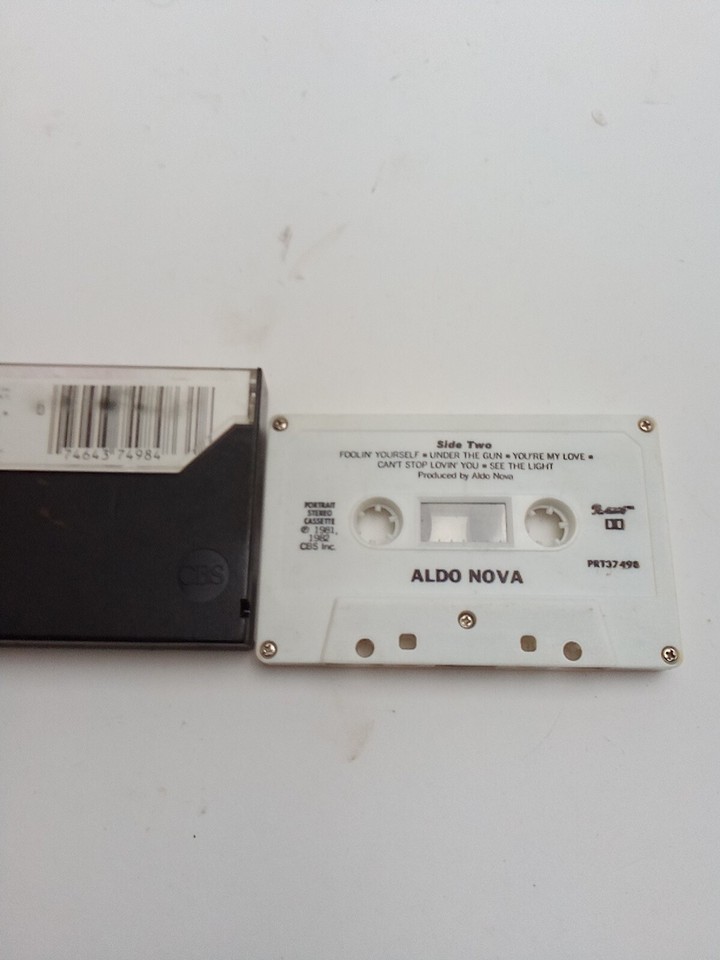 0
74643 74984
CBS
Side Two
FOOLIN' YOURSELF • UNDER THE GUN • YOU'RE MY LOVE •
CAN'T STOP LOVIN' YOU • SEE THE LIGHT
Produced by Aldo Nova
PORTRAIT
STEREO
CASSETTE
℗ 1981,
1982
CBS Inc.
PRT37498
ALDO NOVA